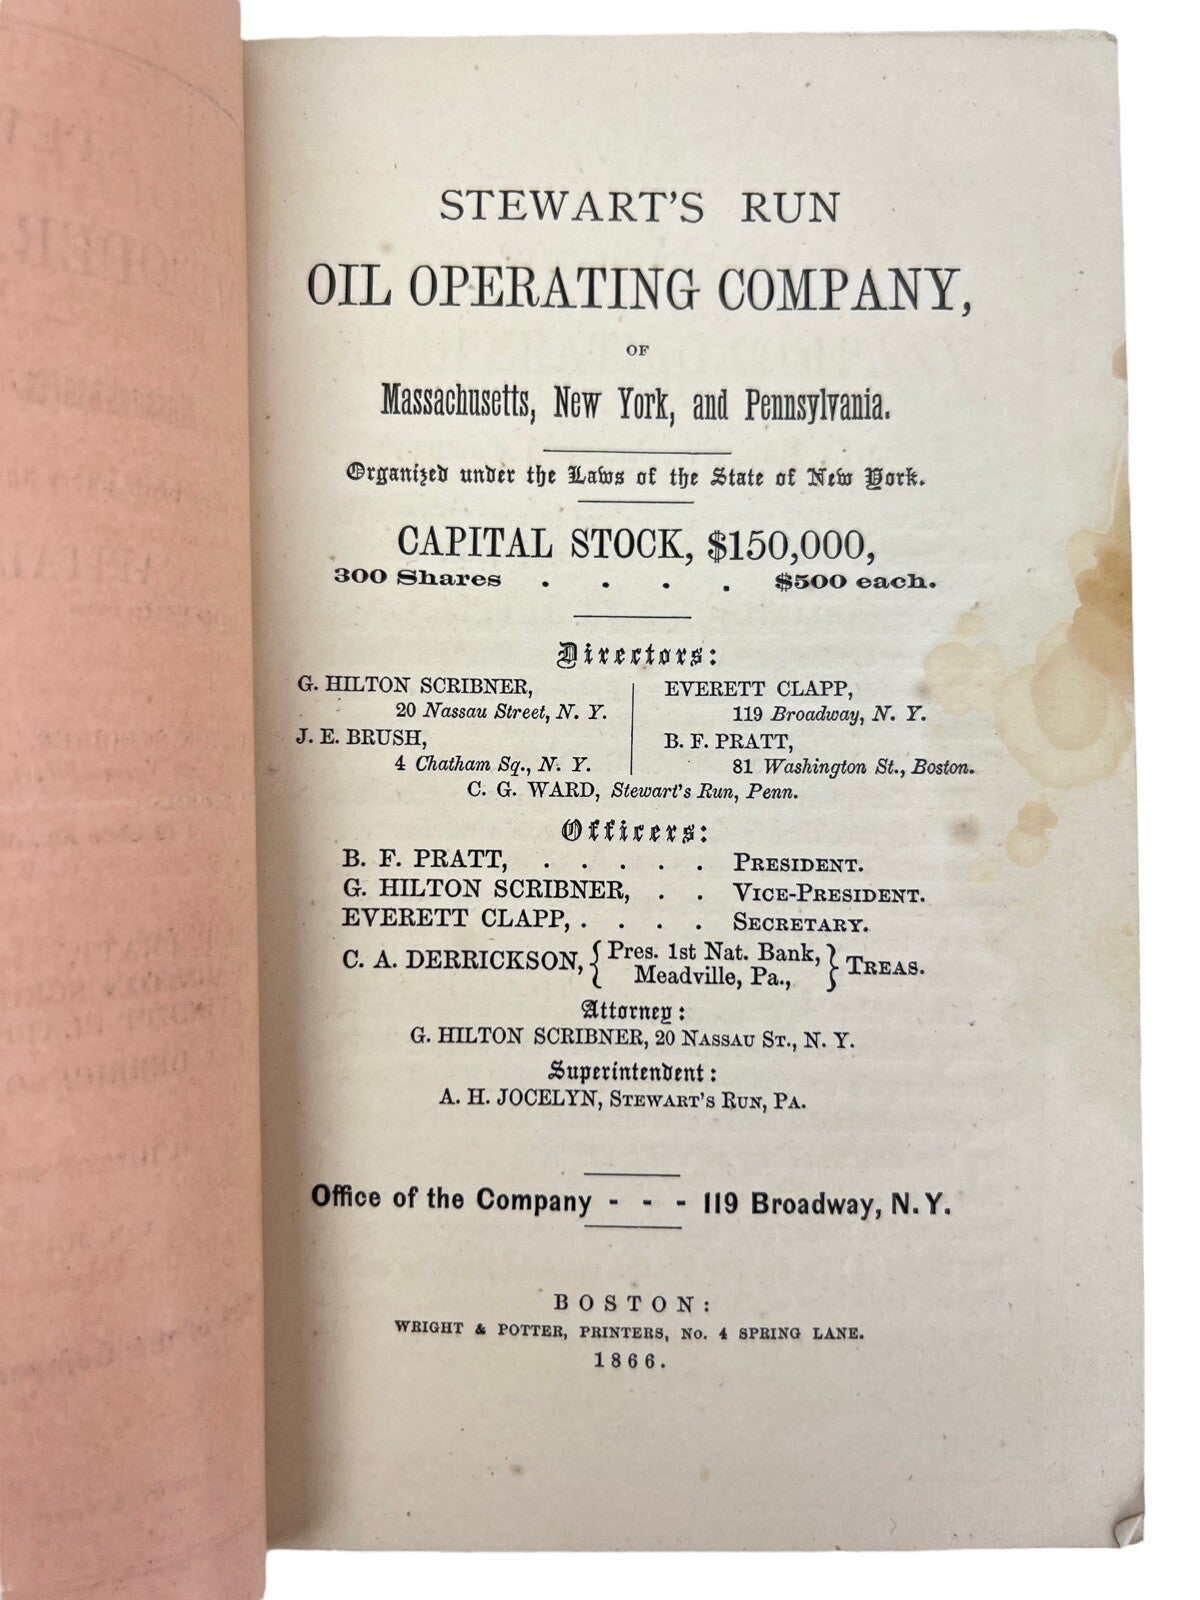 STEWART'S RUN
OIL OPERATING COMPANY,
OF
Massachusetts, New York, and Pennsylvania.
Organized under the Laws of the State of New York.
CAPITAL STOCK, $150,000,
300 Shares . . . . $500 each.
Directors:
G. HILTON SCRIBNER,
20 Nassau Street, N. Y.
J. E. BRUSH,
4 Chatham Sq., N. Y.
EVERETT CLAPP,
119 Broadway, N. Y.
B. F. PRATT,
81 Washington St., Boston.
C. G. WARD, Stewart's Run, Penn.
Officers:
B. F. PRATT, . . . . . PRESIDENT.
G. HILTON SCRIBNER, . . VICE-PRESIDENT.
EVERETT CLAPP, . . . . SECRETARY.
C. A. DERRICKSON, { Pres. 1st Nat. Bank, Meadville, Pa., } TREAS.
Attorney:
G. HILTON SCRIBNER, 20 NASSAU ST., N. Y.
Superintendent:
A. H. JOCELYN, STEWART'S RUN, PA.
Office of the Company - - - 119 Broadway, N. Y.
BOSTON:
WRIGHT & POTTER, PRINTERS, No. 4 SPRING LANE.
1866.